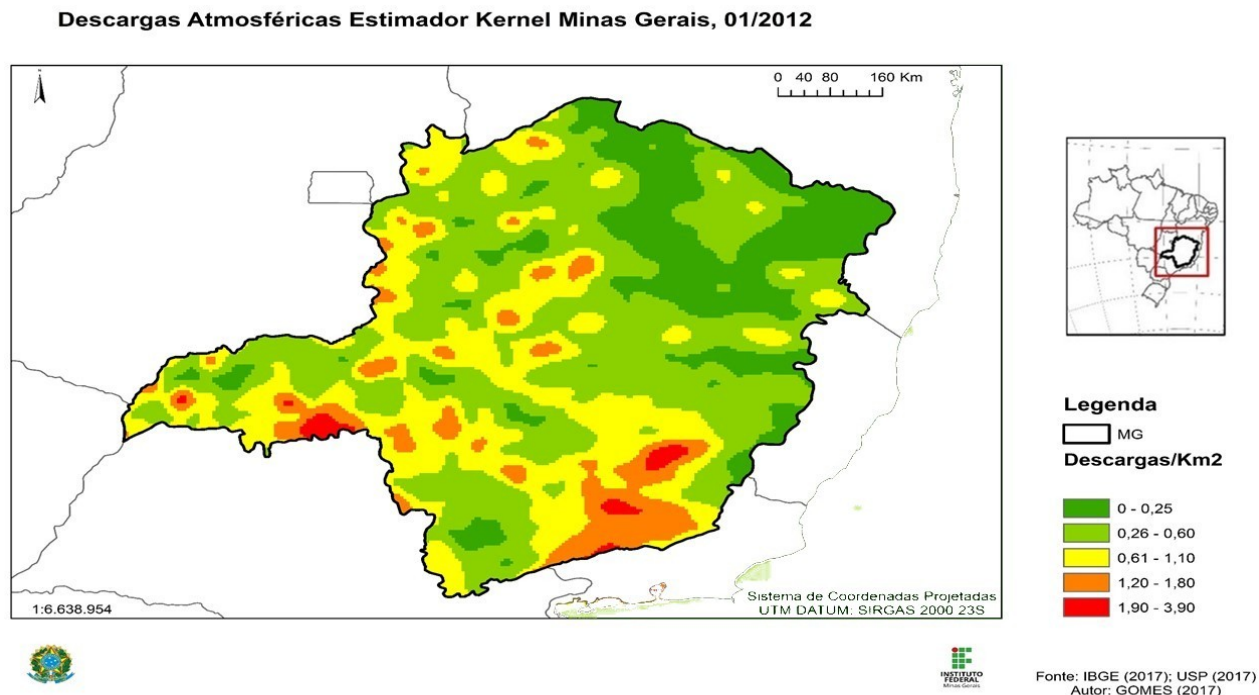 Descargas Atmosféricas Estimador Kernel Minas Gerais, 01/2012
0 40 80 160 Km
Legenda
MG
Descargas/Km2
0 - 0,25
0,26 - 0,60
0,61 - 1,10
1,20 - 1,80
1,90 - 3,90
Sistema de Coordenadas Projetadas
UTM DATUM: SIRGAS 2000 23S
1:6.638.954
INSTITUTO
FEDERAL
Minas Gerais
Fonte: IBGE (2017); USP (2017)
Autor: GOMES (2017)